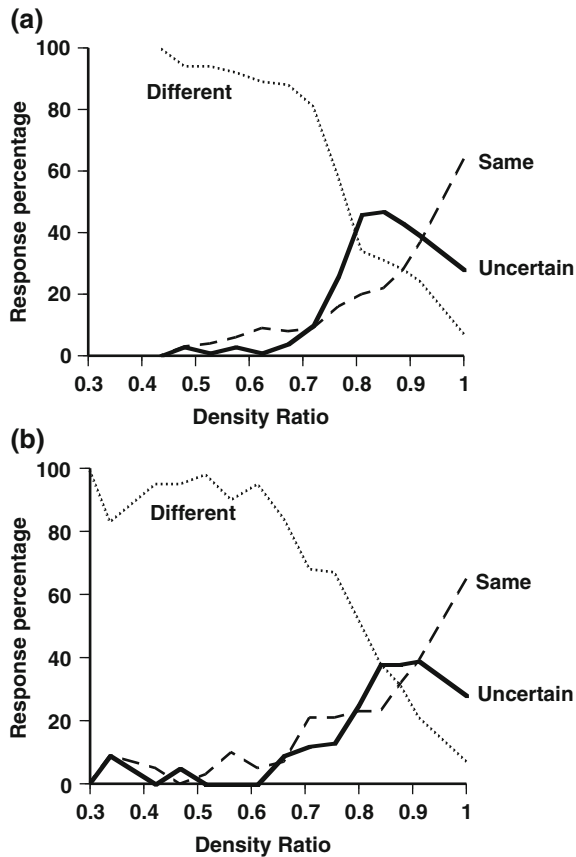 (a)
100
80
60
40
20
0
Response percentage
Different
Same
Uncertain
0.3 0.4 0.5 0.6 0.7 0.8 0.9 1
Density Ratio
(b)
100
80
60
40
20
0
Response percentage
Different
Same
Uncertain
0.3 0.4 0.5 0.6 0.7 0.8 0.9 1
Density Ratio